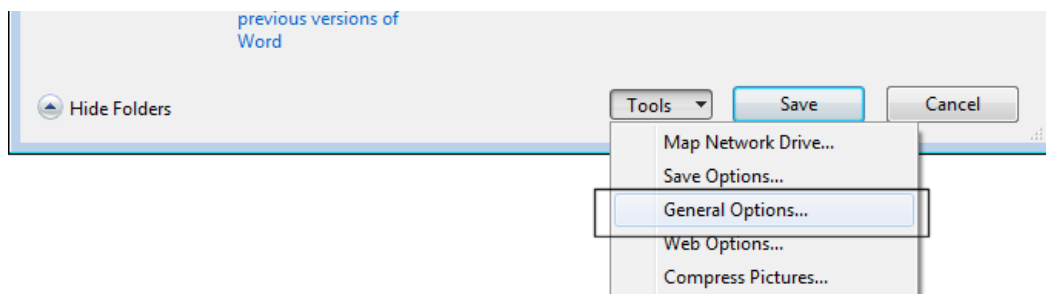 previous versions of
Word
Hide Folders
Tools
Save
Cancel
Map Network Drive...
Save Options...
General Options...
Web Options...
Compress Pictures...